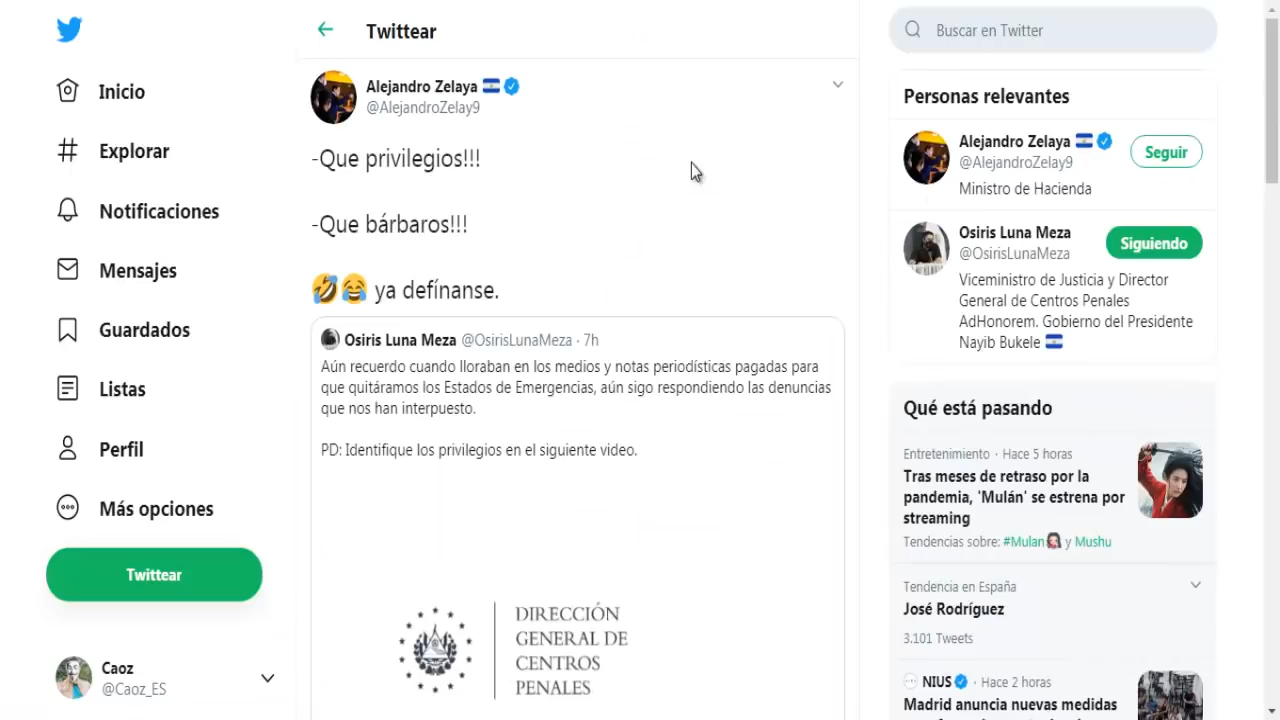 Inicio
Explorar
Notificaciones
Mensajes
Guardados
Listas
Perfil
Más opciones
Twittear
Caoz
@Caoz_ES
Twittear
Alejandro Zelaya
@AlejandroZelay9
-Que privilegios!!!
-Que bárbaros!!!
🤣😂 ya defínanse.
Osiris Luna Meza @OsirisLunaMeza · 7h
Aún recuerdo cuando lloraban en los medios y notas periodísticas pagadas para
que quitáramos los Estados de Emergencias, aún sigo respondiendo las denuncias
que nos han interpuesto.
PD: Identifique los privilegios en el siguiente video.
DIRECCIÓN
GENERAL DE
CENTROS
PENALES
Buscar en Twitter
Personas relevantes
Alejandro Zelaya
@AlejandroZelay9
Seguir
Ministro de Hacienda
Osiris Luna Meza
@OsirisLunaMeza
Siguiendo
Viceministro de Justicia y Director
General de Centros Penales
AdHonorem. Gobierno del Presidente
Nayib Bukele
Qué está pasando
Entretenimiento · Hace 5 horas
Tras meses de retraso por la
pandemia, 'Mulán' se estrena por
streaming
Tendencias sobre: #Mulan y Mushu
Tendencia en España
José Rodríguez
3.101 Tweets
NIUS · Hace 2 horas
Madrid anuncia nuevas medidas